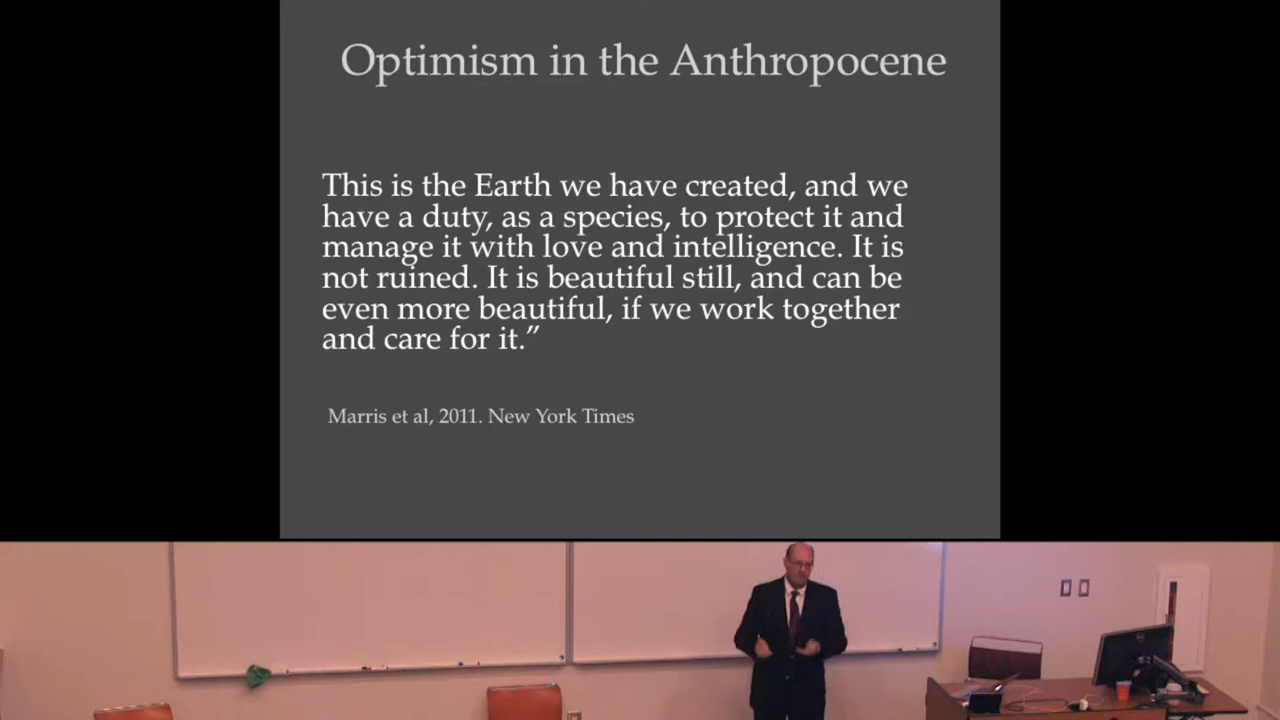 Optimism in the Anthropocene
This is the Earth we have created, and we
have a duty, as a species, to protect it and
manage it with love and intelligence. It is
not ruined. It is beautiful still, and can be
even more beautiful, if we work together
and care for it.”
Marris et al, 2011. New York Times